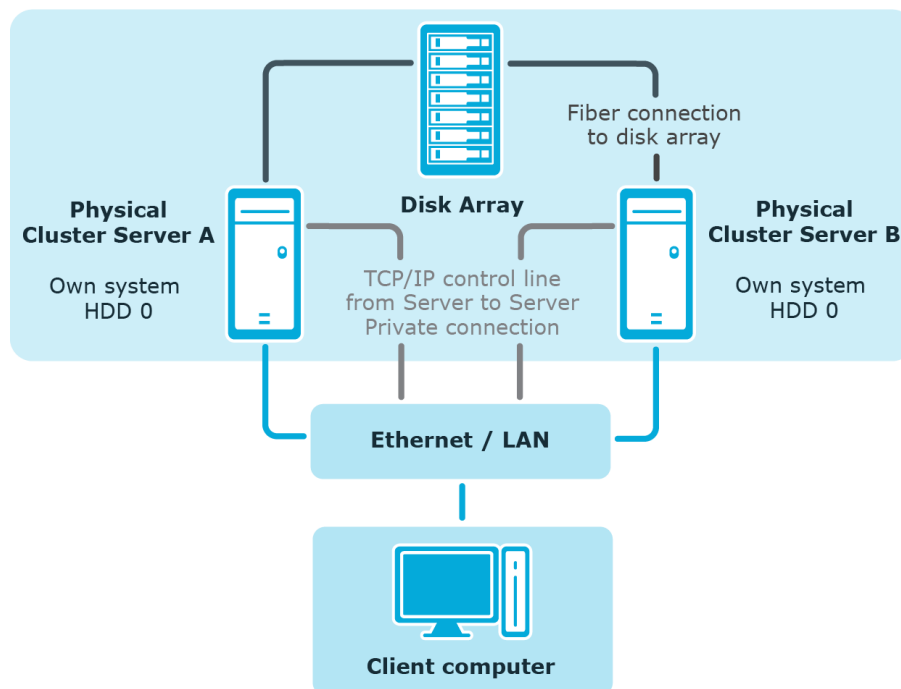 Fiber connection
to disk array
Disk Array
Physical
Cluster Server A
Own system
HDD 0
Physical
Cluster Server B
Own system
HDD 0
TCP/IP control line
from Server to Server
Private connection
Ethernet / LAN
Client computer